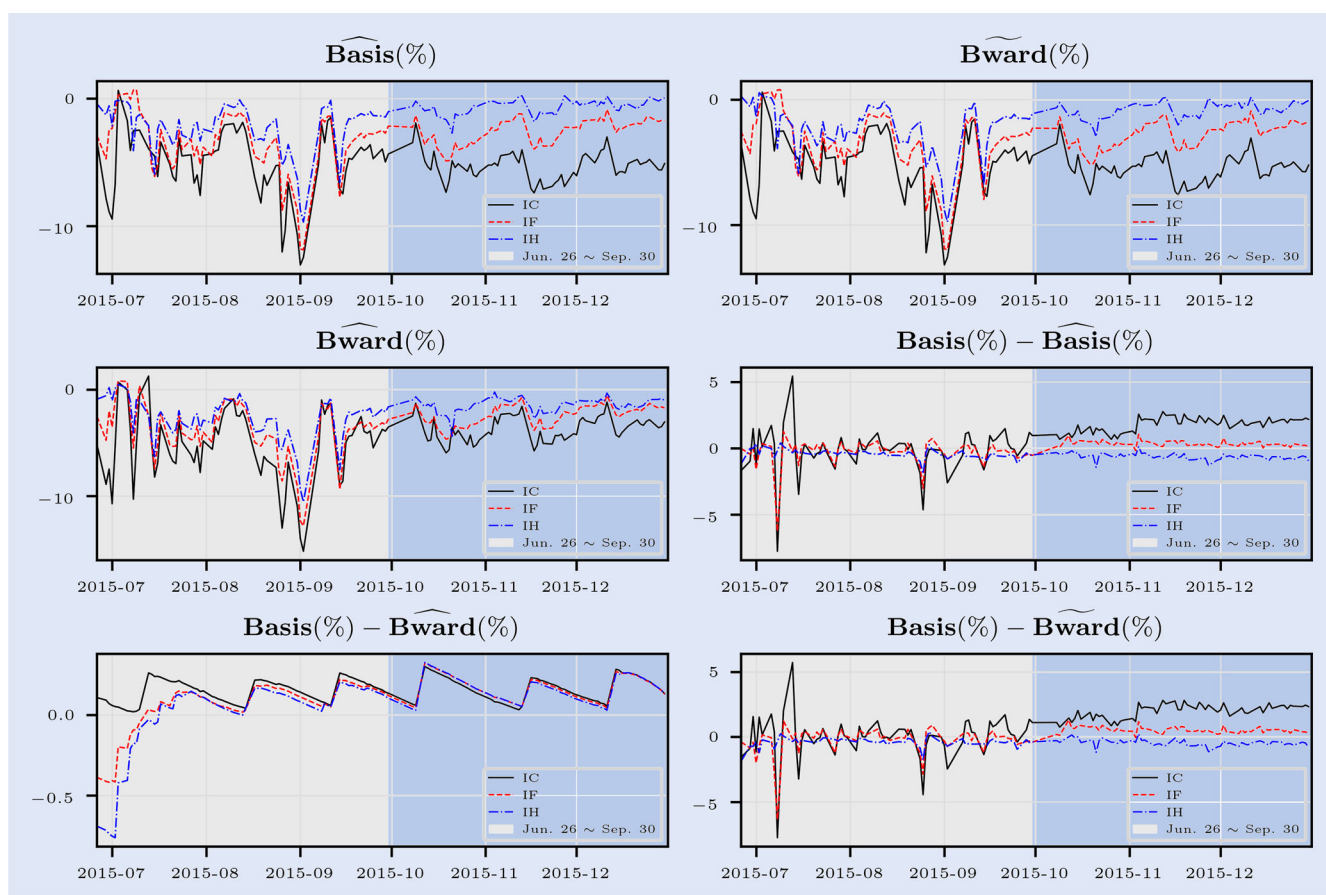 Basis(%)
0
−10
IC
IF
IH
Jun. 26 ∼ Sep. 30
2015-07 2015-08 2015-09 2015-10 2015-11 2015-12
Bward(%)
0
−10
IC
IF
IH
Jun. 26 ∼ Sep. 30
2015-07 2015-08 2015-09 2015-10 2015-11 2015-12
Bward(%)
0
−10
IC
IF
IH
Jun. 26 ∼ Sep. 30
2015-07 2015-08 2015-09 2015-10 2015-11 2015-12
Basis(%) − Basis(%)
5
0
−5
IC
IF
IH
Jun. 26 ∼ Sep. 30
2015-07 2015-08 2015-09 2015-10 2015-11 2015-12
Basis(%) − Bward(%)
0.0
−0.5
IC
IF
IH
Jun. 26 ∼ Sep. 30
2015-07 2015-08 2015-09 2015-10 2015-11 2015-12
Basis(%) − Bward(%)
5
0
−5
IC
IF
IH
Jun. 26 ∼ Sep. 30
2015-07 2015-08 2015-09 2015-10 2015-11 2015-12